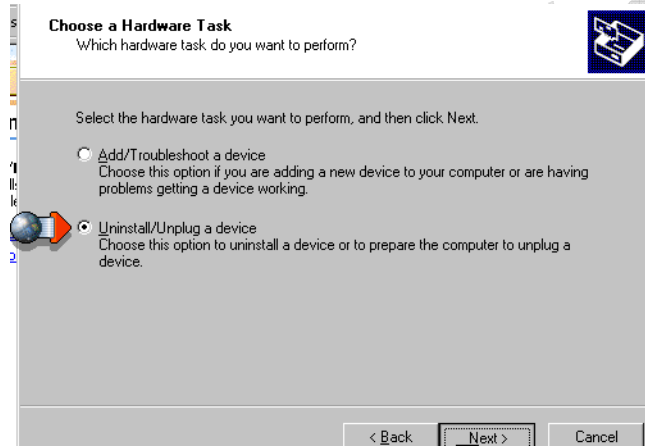 Choose a Hardware Task
Which hardware task do you want to perform?
Select the hardware task you want to perform, and then click Next.
Add/Troubleshoot a device
Choose this option if you are adding a new device to your computer or are having
problems getting a device working.
Uninstall/Unplug a device
Choose this option to uninstall a device or to prepare the computer to unplug a
device.
< Back
Next >
Cancel